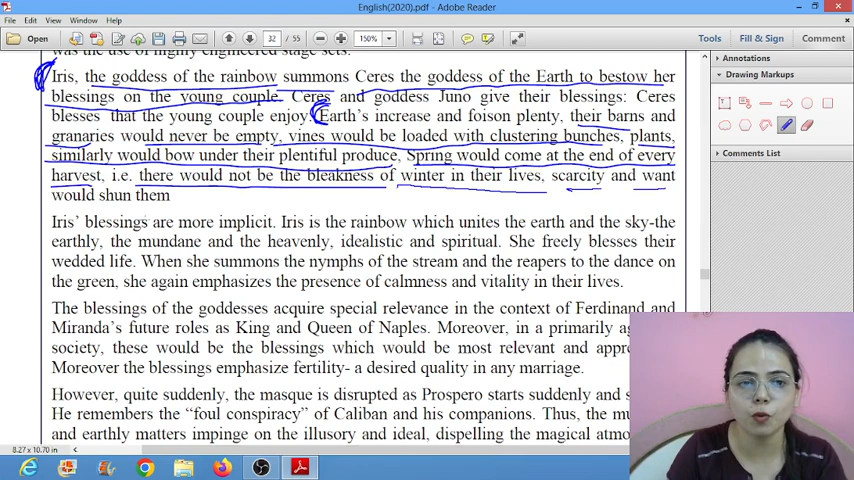 English(2020).pdf - Adobe Reader
File Edit View Window Help
Open 32 / 55 150% Tools Fill & Sign Comment
was the use of highly engineered stage sets.
Iris, the goddess of the rainbow summons Ceres the goddess of the Earth to bestow her
blessings on the young couple. Ceres and goddess Juno give their blessings: Ceres
blesses that the young couple enjoy. Earth's increase and foison plenty, their barns and
granaries would never be empty, vines would be loaded with clustering bunches, plants,
similarly would bow under their plentiful produce, Spring would come at the end of every
harvest, i.e. there would not be the bleakness of winter in their lives, scarcity and want
would shun them
Iris' blessings are more implicit. Iris is the rainbow which unites the earth and the sky-the
earthly, the mundane and the heavenly, idealistic and spiritual. She freely blesses their
wedded life. When she summons the nymphs of the stream and the reapers to the dance on
the green, she again emphasizes the presence of calmness and vitality in their lives.
The blessings of the goddesses acquire special relevance in the context of Ferdinand and
Miranda's future roles as King and Queen of Naples. Moreover, in a primarily
society, these would be the blessings which would be most relevant and
Moreover the blessings emphasize fertility- a desired quality in any marriage.
However, quite suddenly, the masque is disrupted as Prospero starts suddenly and
He remembers the "foul conspiracy" of Caliban and his companions. Thus, the
and earthly matters impinge on the illusory and ideal, dispelling the magical
8.27 x 10.70 in
Annotations
Drawing Markups
Comments List